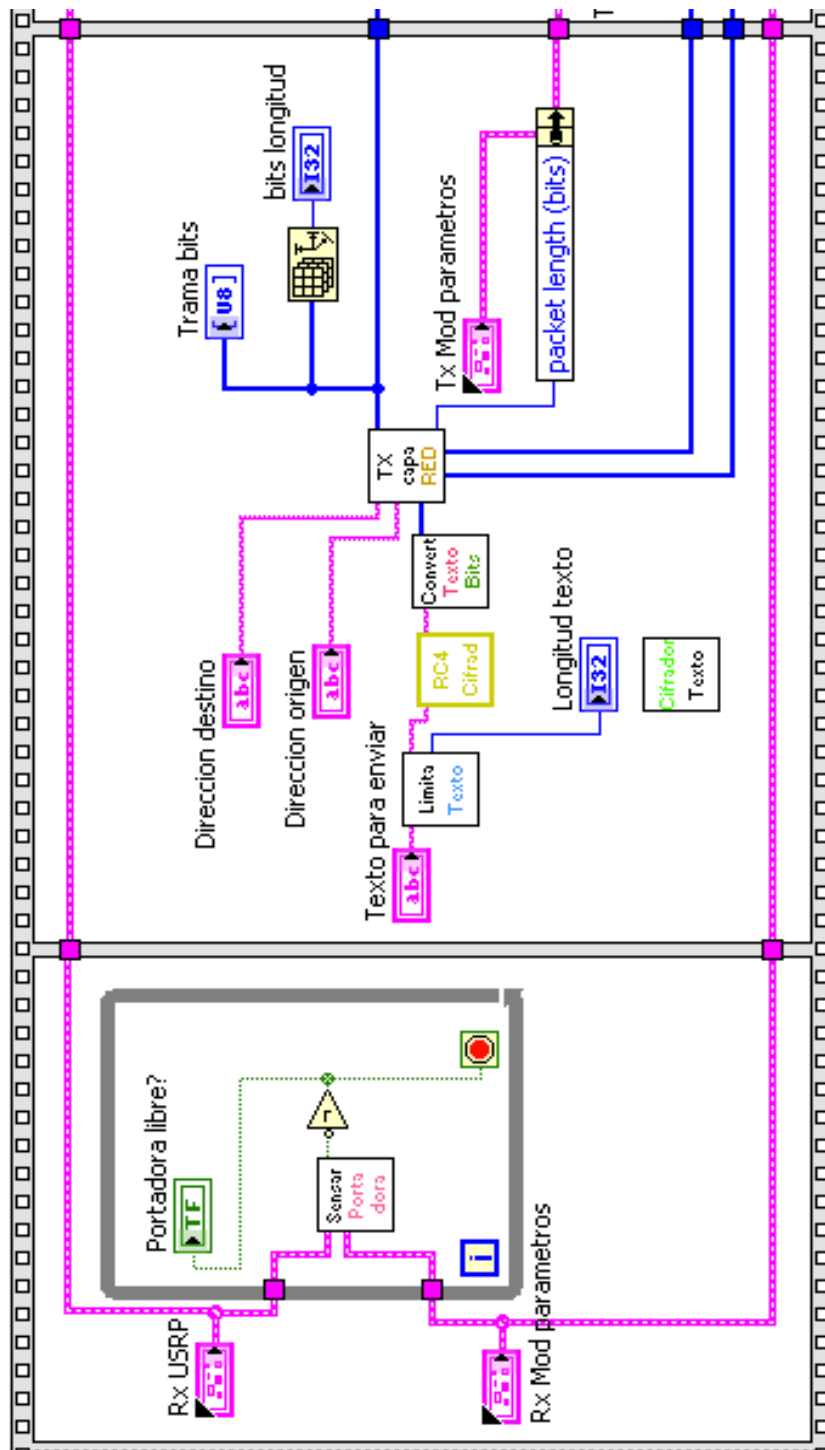 Rx USRP
Portadora libre?
TF
Sensar
Porta
dora
i
Rx Mod parametros
Direccion destino
abc
Direccion origen
abc
Texto para enviar
abc
Limita
Texto
RC4
Cifrad
Convert
Texto
Bits
Longitud texto
I32
Cifrador
Texto
TX
capa
RED
Trama bits
[U8]
bits longitud
I32
Tx Mod parametros
packet length (bits)